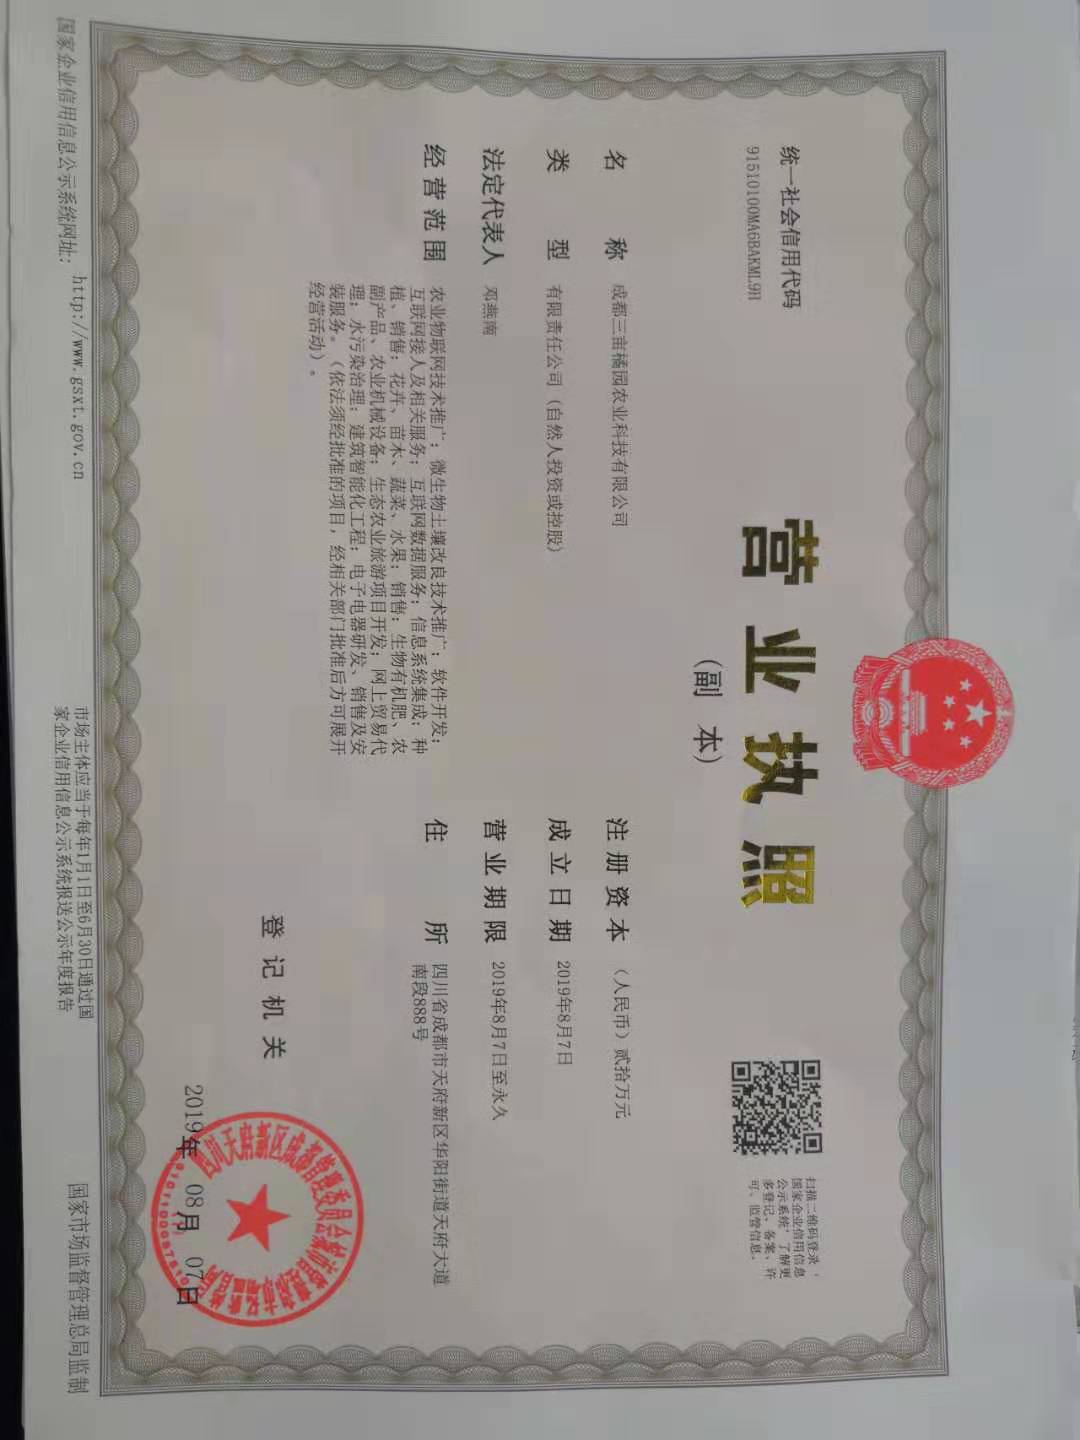 统一社会信用代码
91510100MA6BAKML9H
营业执照
(副 本)
扫描二维码登录'
国家企业信用信息
公示系统'了解更
多登记、备案、许
可、监管信息。
名 称 成都三亩橘园农业科技有限公司
类 型 有限责任公司(自然人投资或控股)
法定代表人 邓燕南
经营范围 农业物联网技术推广;微生物土壤改良技术推广;软件开发;
互联网接入及相关服务;互联网数据服务;信息系统集成;种
植、销售:花卉、苗木、蔬菜、水果;销售:生物有机肥、农
副产品、农业机械设备;生态农业旅游项目开发;网上贸易代
理;水污染治理;建筑智能化工程;电子电器研发、销售及安
装服务。(依法须经批准的项目,经相关部门批准后方可展开
经营活动)。
注册资本 (人民币)贰拾万元
成立日期 2019年8月7日
营业期限 2019年8月7日至永久
住 所 四川省成都市天府新区华阳街道天府大道
南段888号
登记机关
2019年 08月 07日
国家企业信用信息公示系统网址: http://www.gsxt.gov.cn
市场主体应当于每年1月1日至6月30日通过国
家企业信用信息公示系统报送公示年度报告
国家市场监督管理总局监制